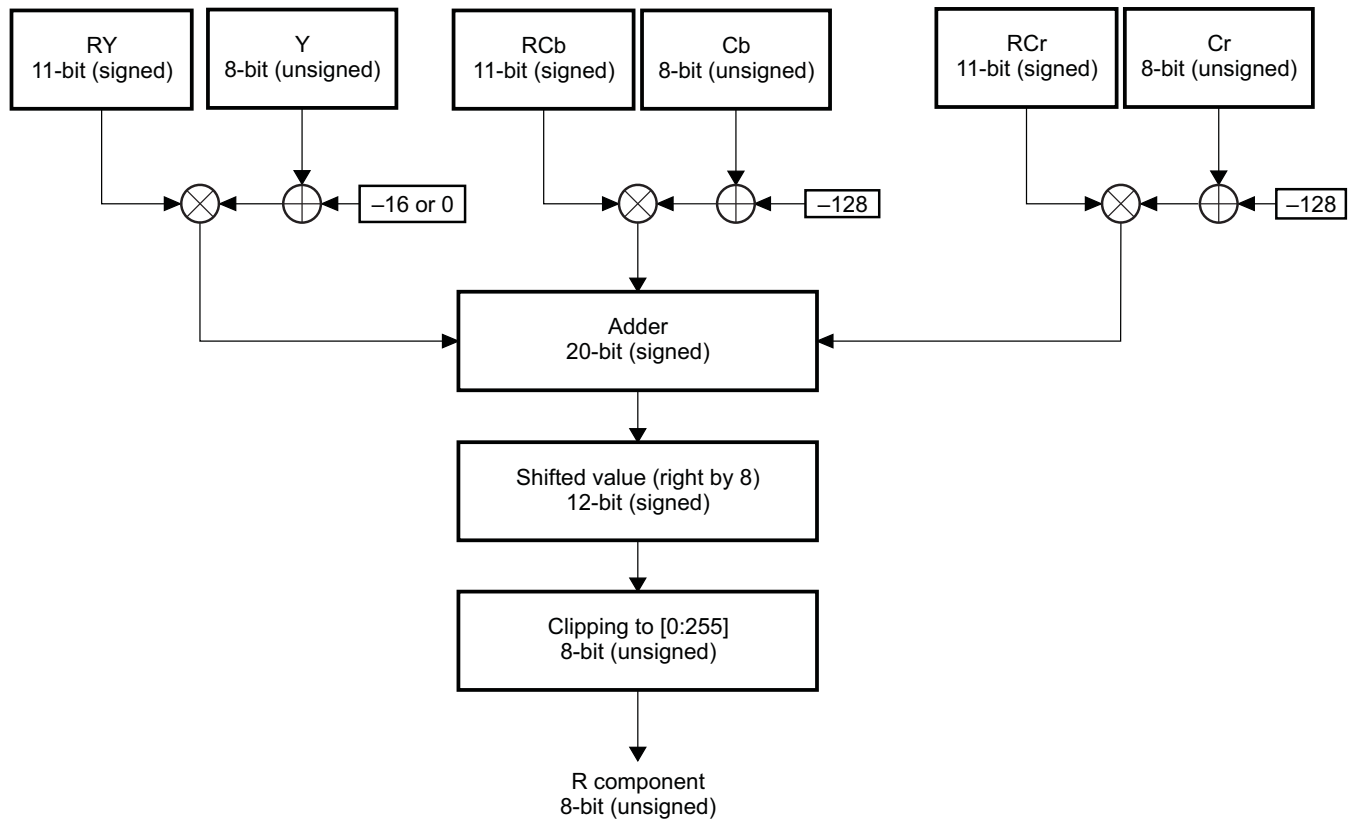 RY
11-bit (signed)
Y
8-bit (unsigned)
RCb
11-bit (signed)
Cb
8-bit (unsigned)
RCr
11-bit (signed)
Cr
8-bit (unsigned)
–16 or 0
–128
–128
Adder
20-bit (signed)
Shifted value (right by 8)
12-bit (signed)
Clipping to [0:255]
8-bit (unsigned)
R component
8-bit (unsigned)